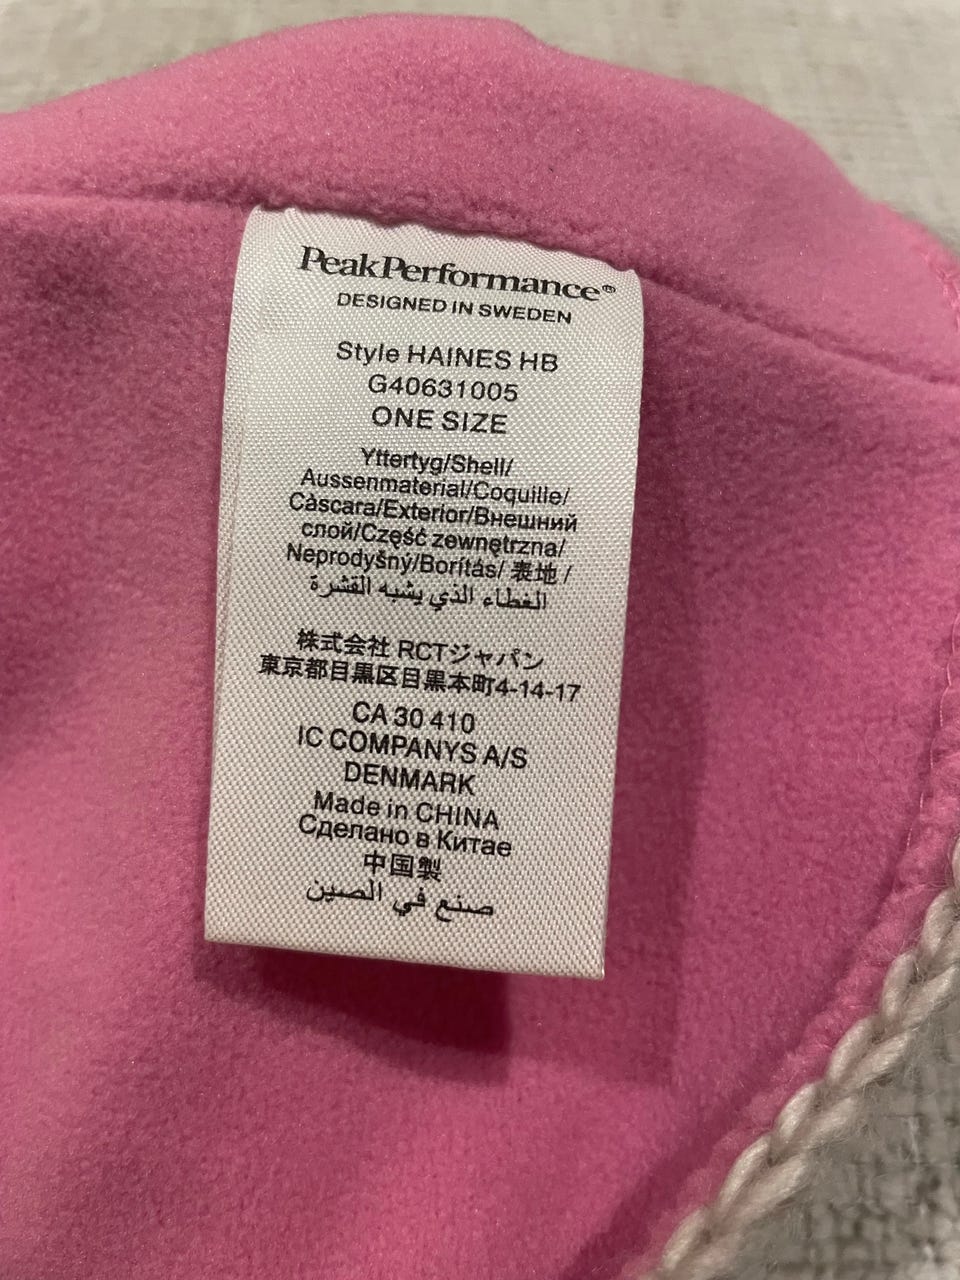 PeakPerformance®
DESIGNED IN SWEDEN
Style HAINES HB
G40631005
ONE SIZE
Yttertyg/Shell/
Aussenmaterial/Coquille/
Càscara/Exterior/Внешний
слой/Część zewnętrzna/
Neprodyšný/Borítás/ 表地 /
الغطاء الذي يشبه القشرة
株式会社 RCTジャパン
東京都目黒区目黒本町4-14-17
CA 30 410
IC COMPANYS A/S
DENMARK
Made in CHINA
Сделано в Китае
中国製
صنع في الصين